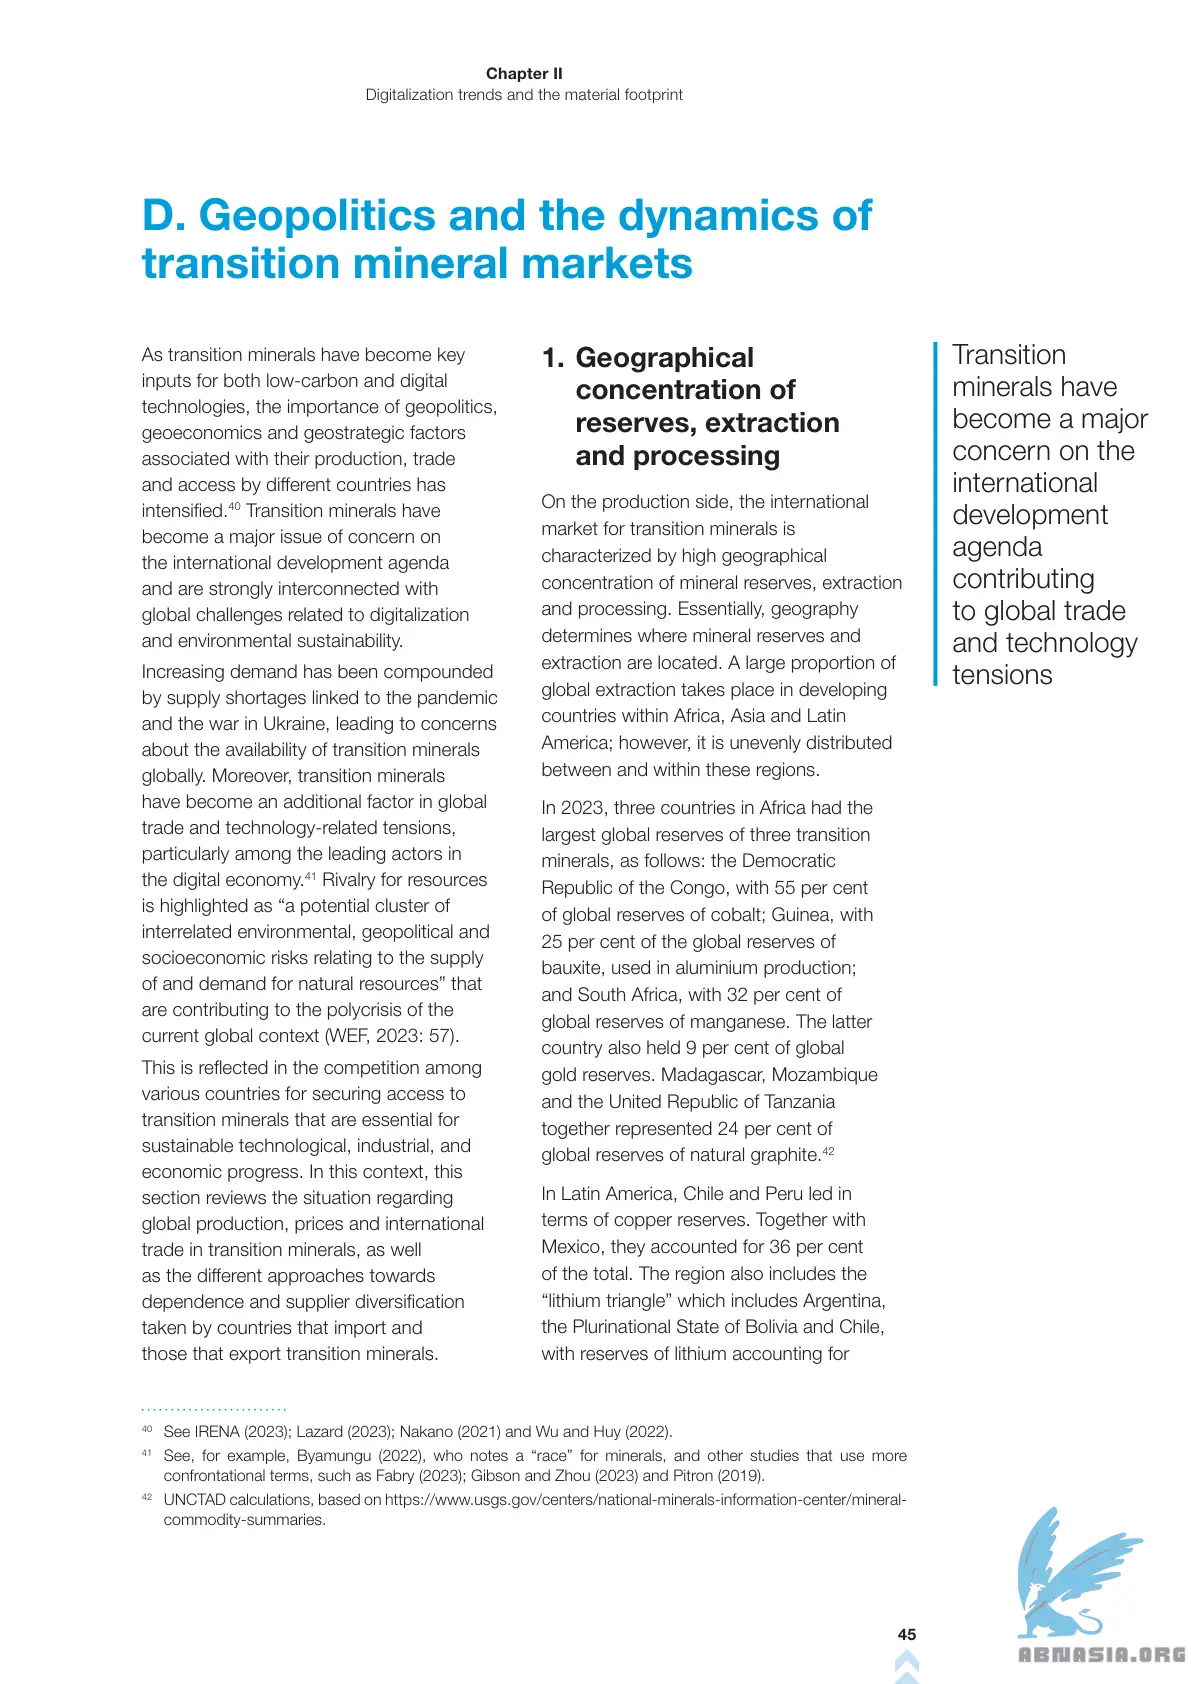 Chapter II
Digitalization trends and the material footprint
D. Geopolitics and the dynamics of
transition mineral markets
As transition minerals have become key
inputs for both low-carbon and digital
technologies, the importance of geopolitics,
geoeconomics and geostrategic factors
associated with their production, trade
and access by different countries has
intensified.40 Transition minerals have
become a major issue of concern on
the international development agenda
and are strongly interconnected with
global challenges related to digitalization
and environmental sustainability.
Increasing demand has been compounded
by supply shortages linked to the pandemic
and the war in Ukraine, leading to concerns
about the availability of transition minerals
globally. Moreover, transition minerals
have become an additional factor in global
trade and technology-related tensions,
particularly among the leading actors in
the digital economy.41 Rivalry for resources
is highlighted as “a potential cluster of
interrelated environmental, geopolitical and
socioeconomic risks relating to the supply
of and demand for natural resources” that
are contributing to the polycrisis of the
current global context (WEF, 2023: 57).
This is reflected in the competition among
various countries for securing access to
transition minerals that are essential for
sustainable technological, industrial, and
economic progress. In this context, this
section reviews the situation regarding
global production, prices and international
trade in transition minerals, as well
as the different approaches towards
dependence and supplier diversification
taken by countries that import and
those that export transition minerals.
1. Geographical
concentration of
reserves, extraction
and processing
On the production side, the international
market for transition minerals is
characterized by high geographical
concentration of mineral reserves, extraction
and processing. Essentially, geography
determines where mineral reserves and
extraction are located. A large proportion of
global extraction takes place in developing
countries within Africa, Asia and Latin
America; however, it is unevenly distributed
between and within these regions.
In 2023, three countries in Africa had the
largest global reserves of three transition
minerals, as follows: the Democratic
Republic of the Congo, with 55 per cent
of global reserves of cobalt; Guinea, with
25 per cent of the global reserves of
bauxite, used in aluminium production;
and South Africa, with 32 per cent of
global reserves of manganese. The latter
country also held 9 per cent of global
gold reserves. Madagascar, Mozambique
and the United Republic of Tanzania
together represented 24 per cent of
global reserves of natural graphite.42
In Latin America, Chile and Peru led in
terms of copper reserves. Together with
Mexico, they accounted for 36 per cent
of the total. The region also includes the
“lithium triangle” which includes Argentina,
the Plurinational State of Bolivia and Chile,
with reserves of lithium accounting for
Transition
minerals have
become a major
concern on the
international
development
agenda
contributing
to global trade
and technology
tensions
40 See IRENA (2023); Lazard (2023); Nakano (2021) and Wu and Huy (2022).
41 See, for example, Byamungu (2022), who notes a “race” for minerals, and other studies that use more
confrontational terms, such as Fabry (2023); Gibson and Zhou (2023) and Pitron (2019).
42 UNCTAD calculations, based on https://www.usgs.gov/centers/national-minerals-information-center/mineral-
commodity-summaries.
45
ABNASIA.ORG